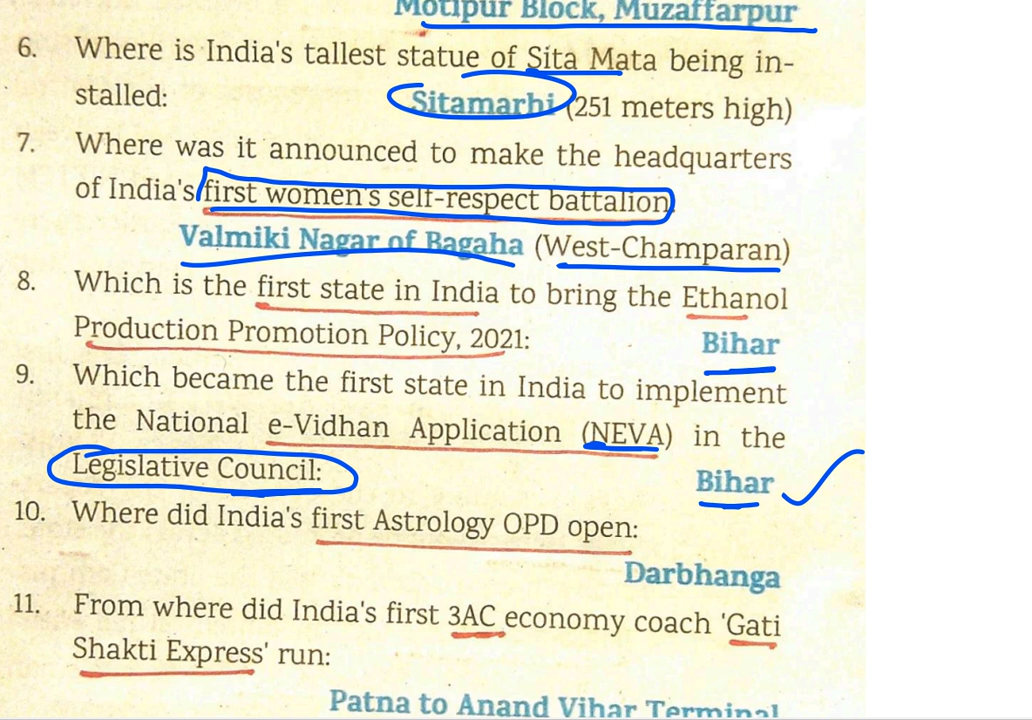 Motipur Block, Muzaffarpur
6. Where is India's tallest statue of Sita Mata being in-
stalled: Sitamarhi (251 meters high)
7. Where was it announced to make the headquarters
of India's first women's self-respect battalion
Valmiki Nagar of Bagaha (West-Champaran)
8. Which is the first state in India to bring the Ethanol
Production Promotion Policy, 2021: Bihar
9. Which became the first state in India to implement
the National e-Vidhan Application (NEVA) in the
Legislative Council: Bihar
10. Where did India's first Astrology OPD open:
Darbhanga
11. From where did India's first 3AC economy coach 'Gati
Shakti Express' run:
Patna to Anand Vihar Terminal